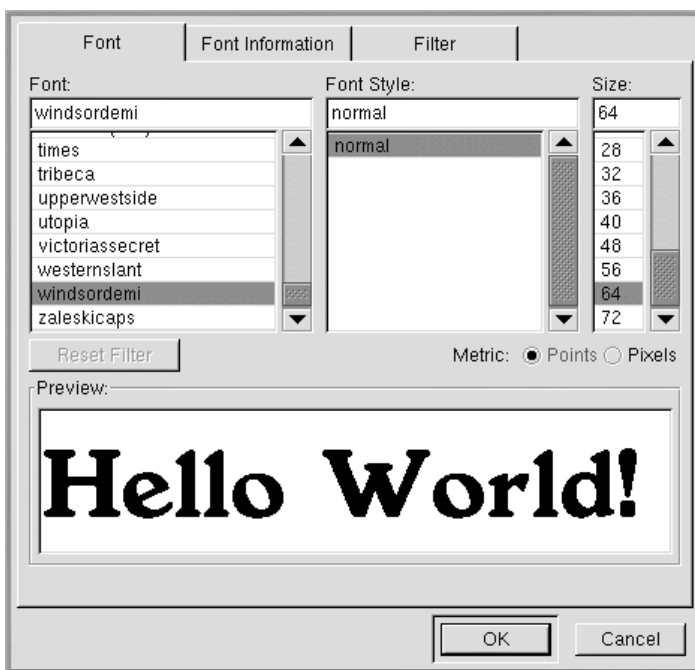 Font Font Information Filter
Font: Font Style: Size:
windsordemi normal 64
times normal 28
tribeca 32
upperwestside 36
utopia 40
victoriassecret 48
westernslant 56
windsordemi 64
zaleskicaps 72
Reset Filter Metric: Points Pixels
Preview:
Hello World!
OK Cancel